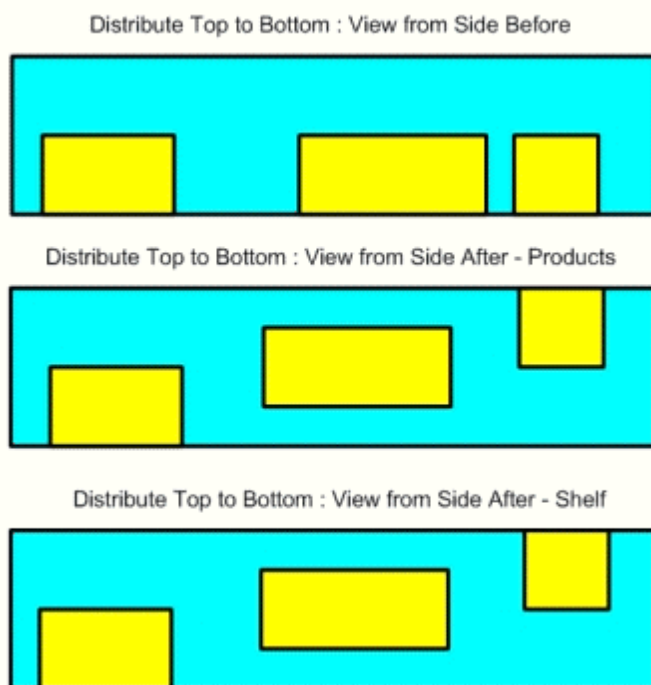 Distribute Top to Bottom : View from Side Before
Distribute Top to Bottom : View from Side After - Products
Distribute Top to Bottom : View from Side After - Shelf